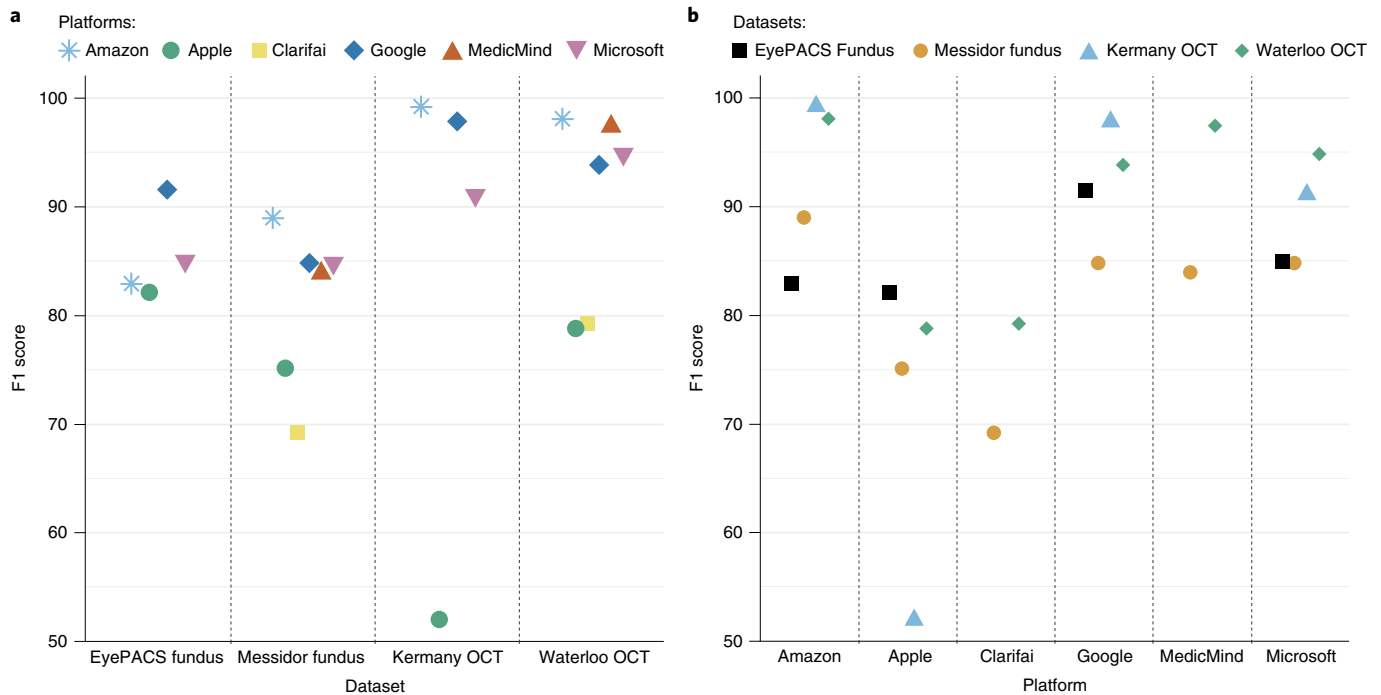 a
Platforms:
Amazon Apple Clarifai Google MedicMind Microsoft
100
90
80
70
60
50
F1 score
EyePACS fundus Messidor fundus Kermany OCT Waterloo OCT
Dataset
b
Datasets:
EyePACS Fundus Messidor fundus Kermany OCT Waterloo OCT
100
90
80
70
60
50
F1 score
Amazon Apple Clarifai Google MedicMind Microsoft
Platform